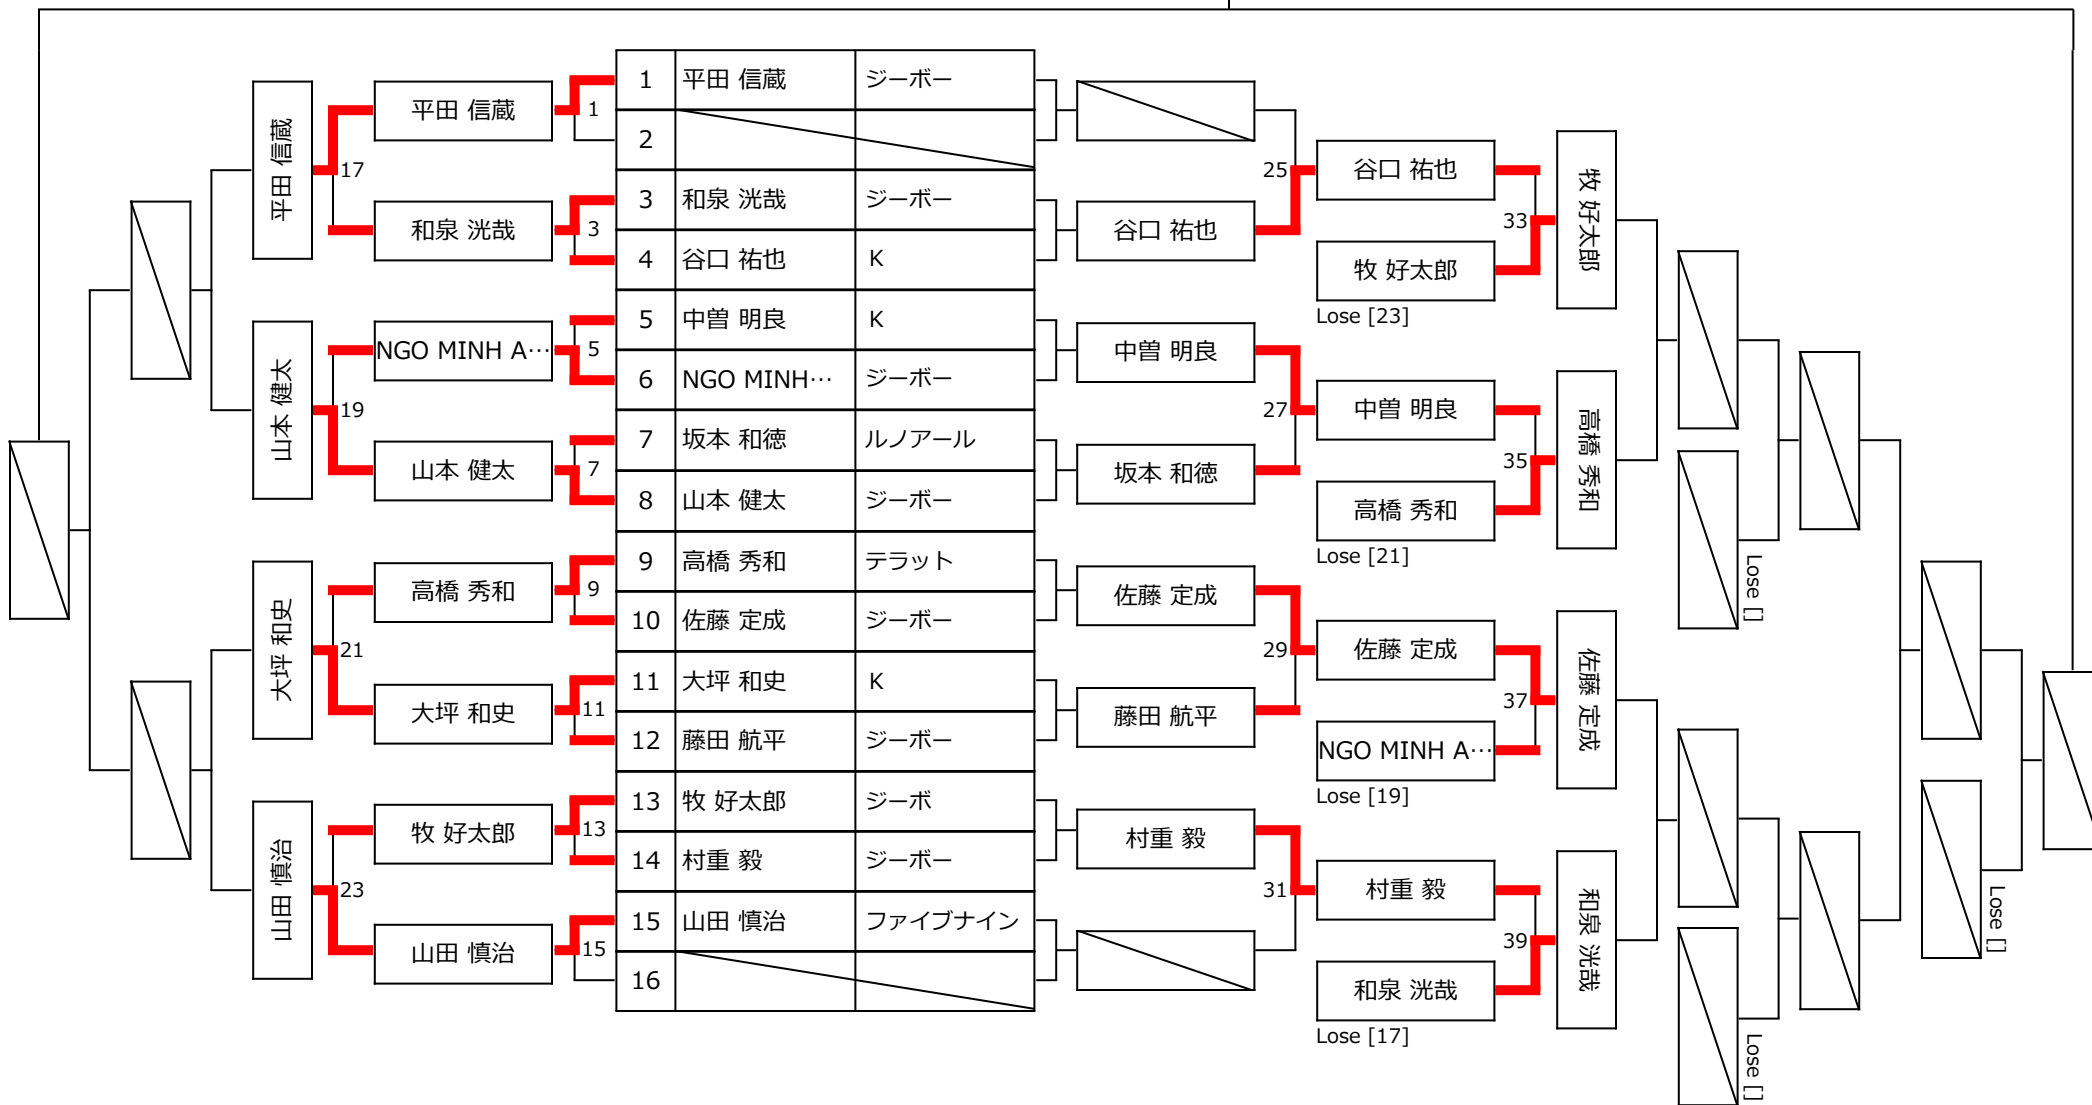 1 平田 信蔵 ジーボー
2
3 和泉 洸哉 ジーボー
4 谷口 祐也 K
5 中曽 明良 K
6 NGO MINH… ジーボー
7 坂本 和徳 ルノアール
8 山本 健太 ジーボー
9 高橋 秀和 テラット
10 佐藤 定成 ジーボー
11 大坪 和史 K
12 藤田 航平 ジーボー
13 牧 好太郎 ジーボ
14 村重 毅 ジーボー
15 山田 慎治 ファイブナイン
16
平田 信蔵
1
和泉 洸哉
3
NGO MINH A…
5
山本 健太
7
高橋 秀和
9
大坪 和史
11
牧 好太郎
13
山田 慎治
15
平田 信蔵
17
山本 健太
19
大坪 和史
21
山田 慎治
23
谷口 祐也
25
中曽 明良
27
坂本 和徳
佐藤 定成
29
藤田 航平
村重 毅
31
谷口 祐也
33
牧 好太郎
Lose [23]
中曽 明良
35
高橋 秀和
Lose [21]
佐藤 定成
37
NGO MINH A…
Lose [19]
村重 毅
39
和泉 洸哉
Lose [17]
牧 好太郎
高橋 秀和
佐藤 定成
和泉 洸哉
Lose []
Lose []
Lose []